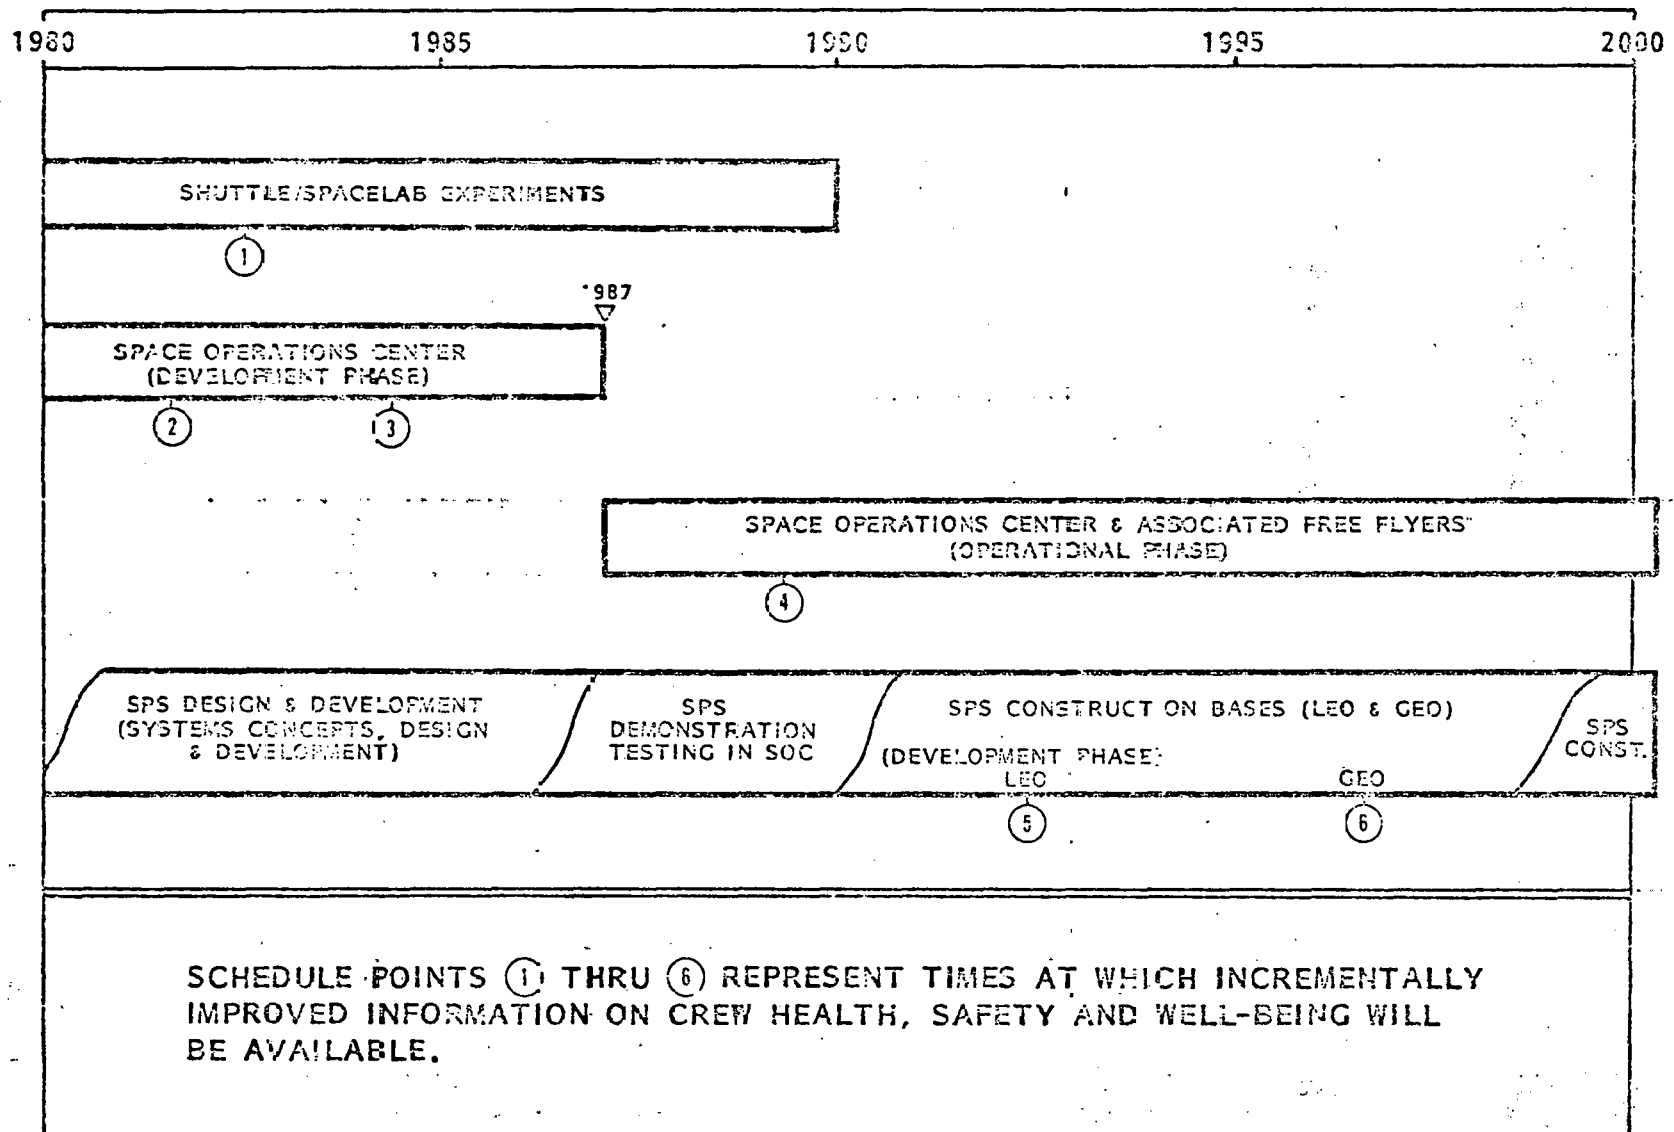 1980 1985 1990 1995 2000
SHUTTLE/SPACELAB EXPERIMENTS
1
1987
SPACE OPERATIONS CENTER
(DEVELOPMENT PHASE)
2 3
SPACE OPERATIONS CENTER & ASSOCIATED FREE FLYERS
(OPERATIONAL PHASE)
4
SPS DESIGN & DEVELOPMENT
(SYSTEMS CONCEPTS, DESIGN
& DEVELOPMENT)
SPS
DEMONSTRATION
TESTING IN SOC
SPS CONSTRUCTION BASES (LEO & GEO)
(DEVELOPMENT PHASE)
LEO GEO
SPS
CONST.
5 6
SCHEDULE POINTS 1 THRU 6 REPRESENT TIMES AT WHICH INCREMENTALLY
IMPROVED INFORMATION ON CREW HEALTH, SAFETY AND WELL-BEING WILL
BE AVAILABLE.